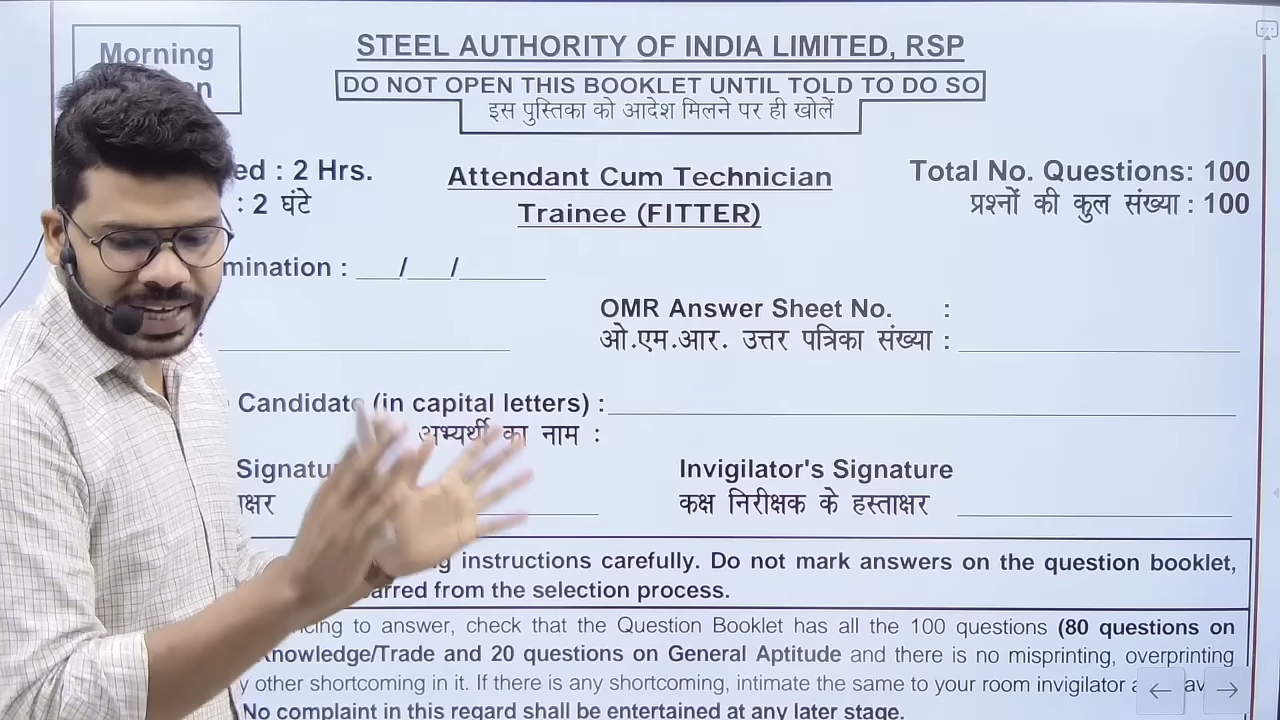 Morning
STEEL AUTHORITY OF INDIA LIMITED, RSP
DO NOT OPEN THIS BOOKLET UNTIL TOLD TO DO SO
इस पुस्तिका को आदेश मिलने पर ही खोलें
: 2 Hrs.
: 2 घंटे
Attendant Cum Technician
Trainee (FITTER)
Total No. Questions: 100
प्रश्नों की कुल संख्या : 100
: ___/___/______
OMR Answer Sheet No. :
ओ.एम.आर. उत्तर पत्रिका संख्या :
Candidate (in capital letters) :
अभ्यर्थी का नाम :
Invigilator's Signature
कक्ष निरीक्षक के हस्ताक्षर
instructions carefully. Do not mark answers on the question booklet,
from the selection process.
to answer, check that the Question Booklet has all the 100 questions (80 questions on
Knowledge/Trade and 20 questions on General Aptitude and there is no misprinting, overprinting
other shortcoming in it. If there is any shortcoming, intimate the same to your room invigilator
No complaint in this regard shall be entertained at any later stage.